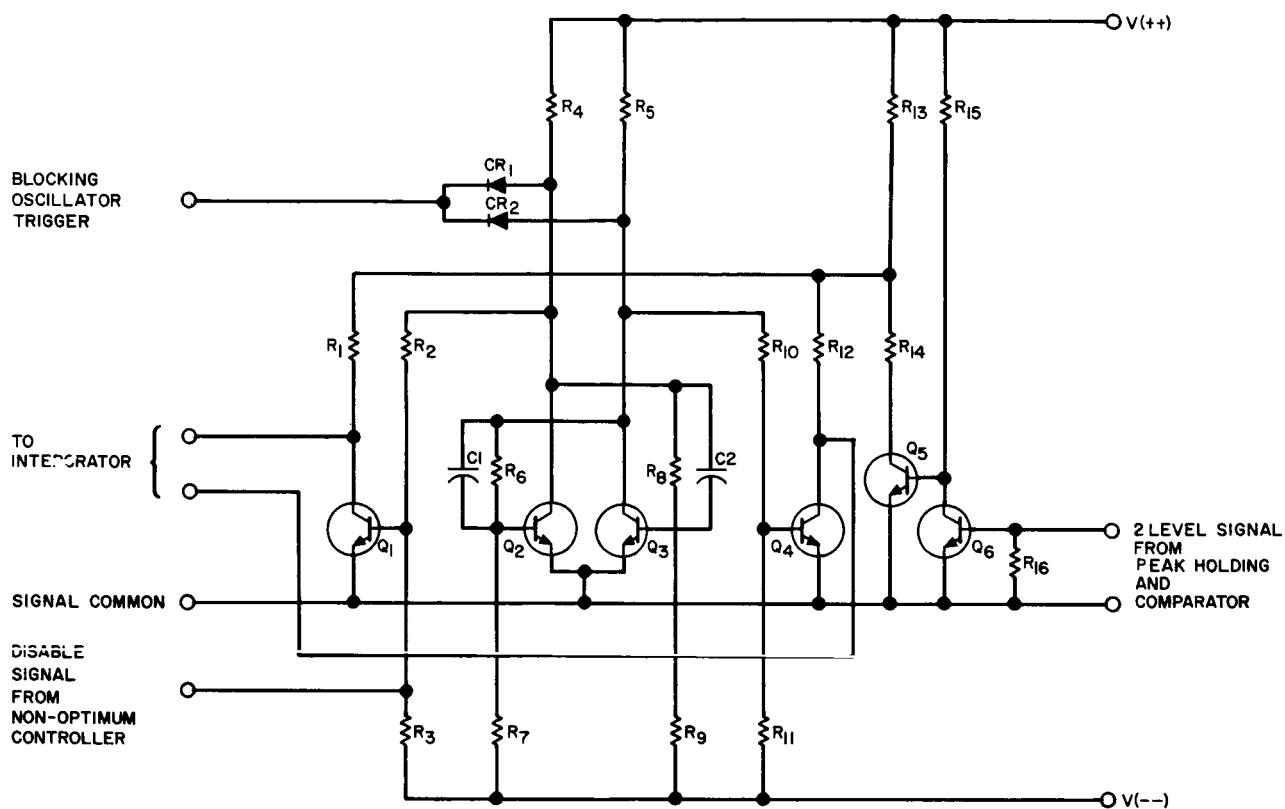 V(++)
R4
R5
R13
R15
BLOCKING
OSCILLATOR
TRIGGER
CR1
CR2
R1
R2
R10
R12
R14
TO
C1
R6
R8
C2
Q5
Q1
Q2
Q3
Q4
Q6
R16
2 LEVEL SIGNAL
FROM
PEAK HOLDING
AND
COMPARATOR
SIGNAL COMMON
DISABLE
SIGNAL
FROM
NON-OPTIMUM
CONTROLLER
R3
R7
R9
R11
V(--)